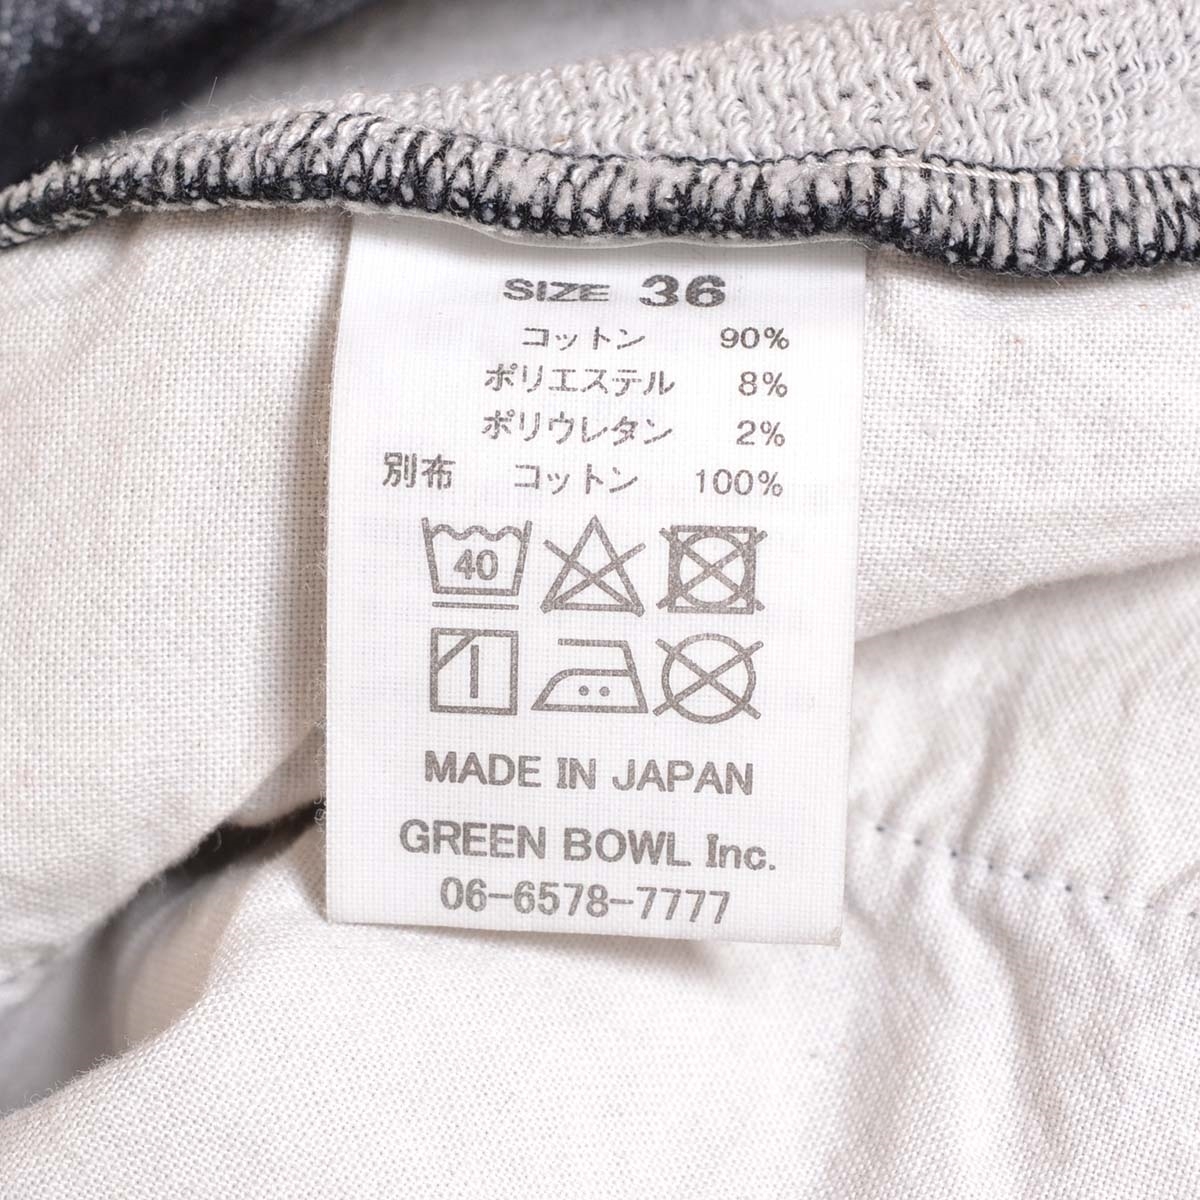 SIZE 36
コットン 90%
ポリエステル 8%
ポリウレタン 2%
別布 コットン 100%
40
MADE IN JAPAN
GREEN BOWL Inc.
06-6578-7777